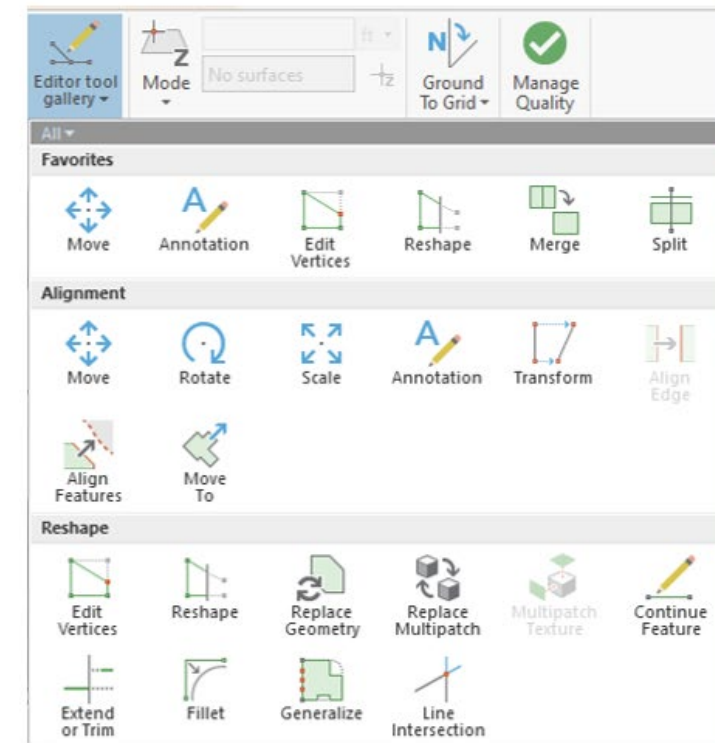 Editor tool
gallery
Mode
Z
ft
No surfaces
Z
N
Ground
To Grid
Manage
Quality
All
Favorites
Move
A
Annotation
Edit
Vertices
Reshape
Merge
Split
Alignment
Move
Rotate
Scale
A
Annotation
Transform
Align
Edge
Align
Features
Move
To
Reshape
Edit
Vertices
Reshape
Replace
Geometry
Replace
Multipatch
Multipatch
Texture
Continue
Feature
Extend
or Trim
Fillet
Generalize
Line
Intersection